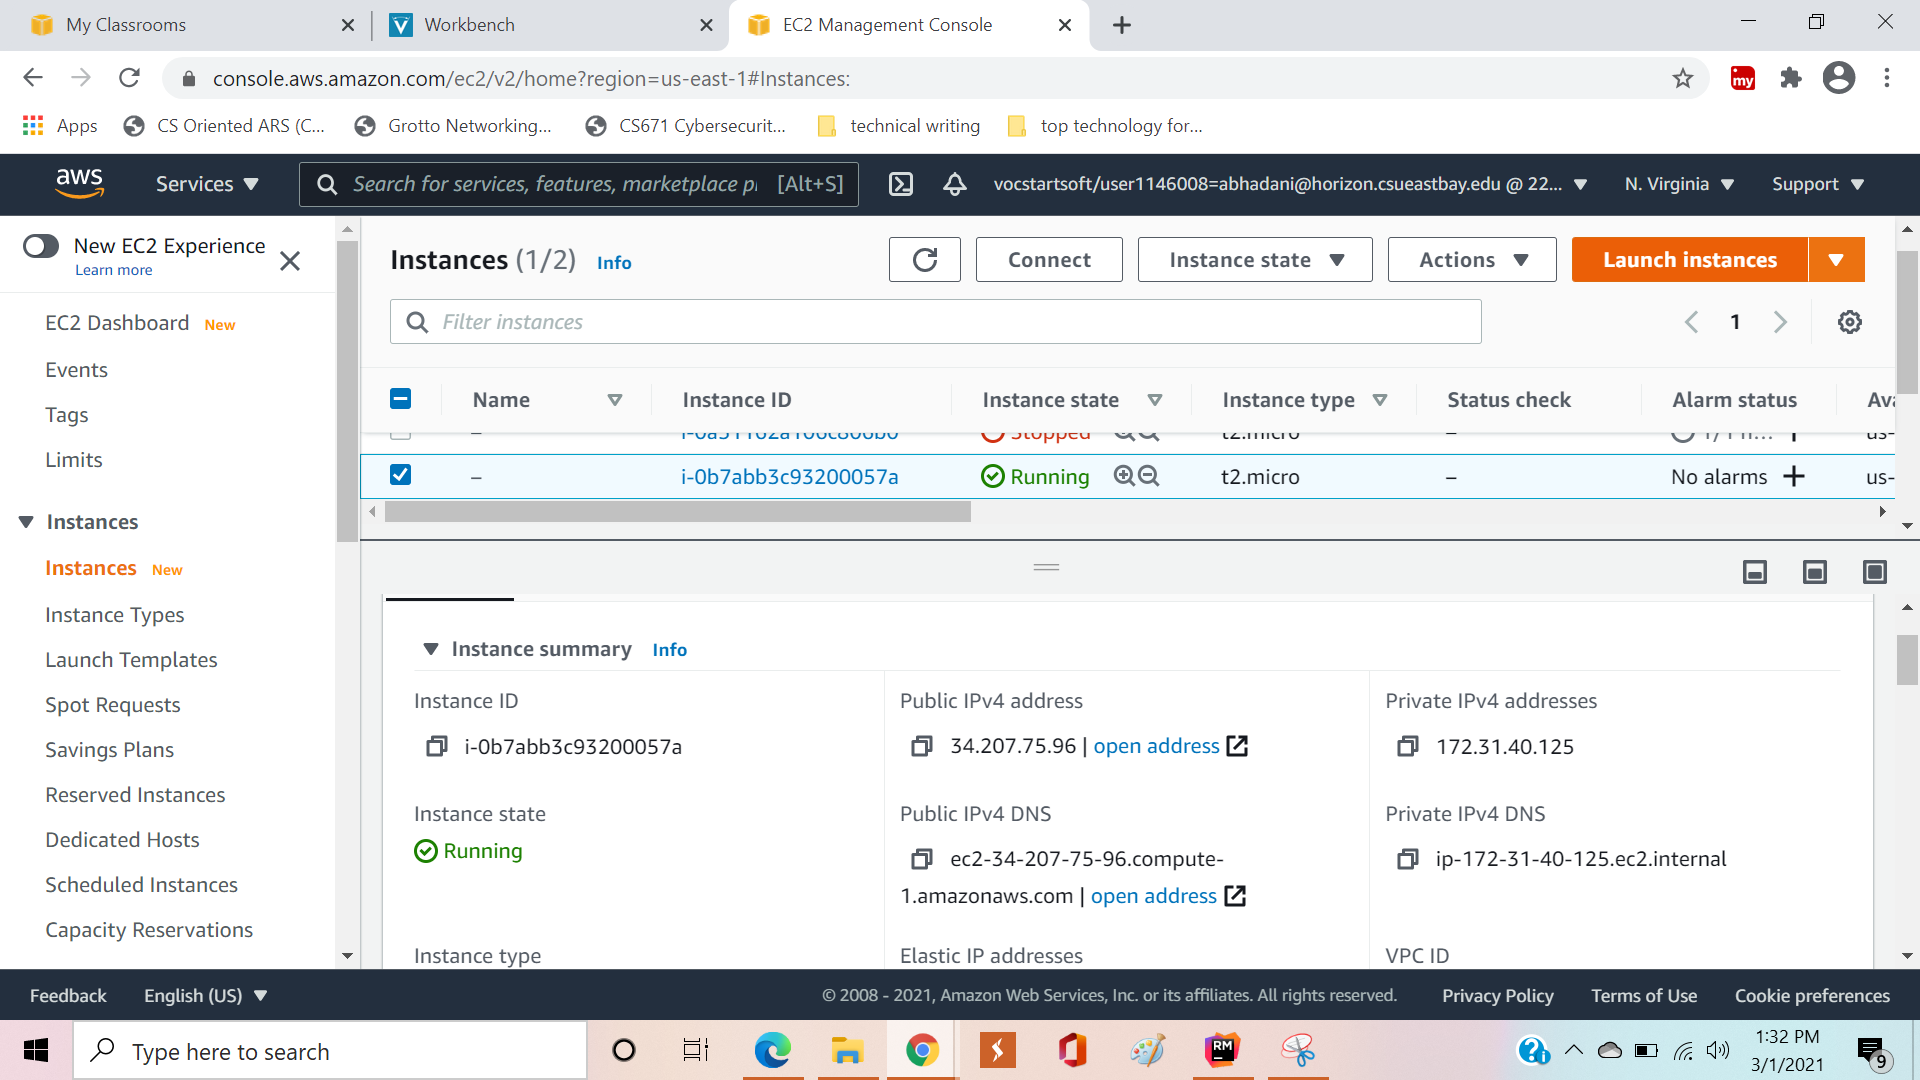 My Classrooms
Workbench
EC2 Management Console
console.aws.amazon.com/ec2/v2/home?region=us-east-1#Instances:
my
Apps
CS Oriented ARS (C...
Grotto Networking...
CS671 Cybersecurit...
technical writing
top technology for...
aws
Services
Search for services, features, marketplace p
[Alt+S]
vocstartsoft/user1146008=abhadani@horizon.csueastbay.edu @ 22...
N. Virginia
Support
New EC2 Experience
Learn more
EC2 Dashboard New
Events
Tags
Limits
Instances
Instances New
Instance Types
Launch Templates
Spot Requests
Savings Plans
Reserved Instances
Dedicated Hosts
Scheduled Instances
Capacity Reservations
Instances (1/2) Info
Connect
Instance state
Actions
Launch instances
Filter instances
1
Name
Instance ID
Instance state
Instance type
Status check
Alarm status
Ava
– Stopped t2.micro –
– i-0b7abb3c93200057a Running t2.micro – No alarms + us-
Instance summary Info
Instance ID
i-0b7abb3c93200057a
Public IPv4 address
34.207.75.96 | open address
Private IPv4 addresses
172.31.40.125
Instance state
Running
Public IPv4 DNS
ec2-34-207-75-96.compute-
1.amazonaws.com | open address
Private IPv4 DNS
ip-172-31-40-125.ec2.internal
Instance type
Elastic IP addresses
VPC ID
Feedback
English (US)
© 2008 - 2021, Amazon Web Services, Inc. or its affiliates. All rights reserved.
Privacy Policy
Terms of Use
Cookie preferences
Type here to search
RM
1:32 PM
3/1/2021
9